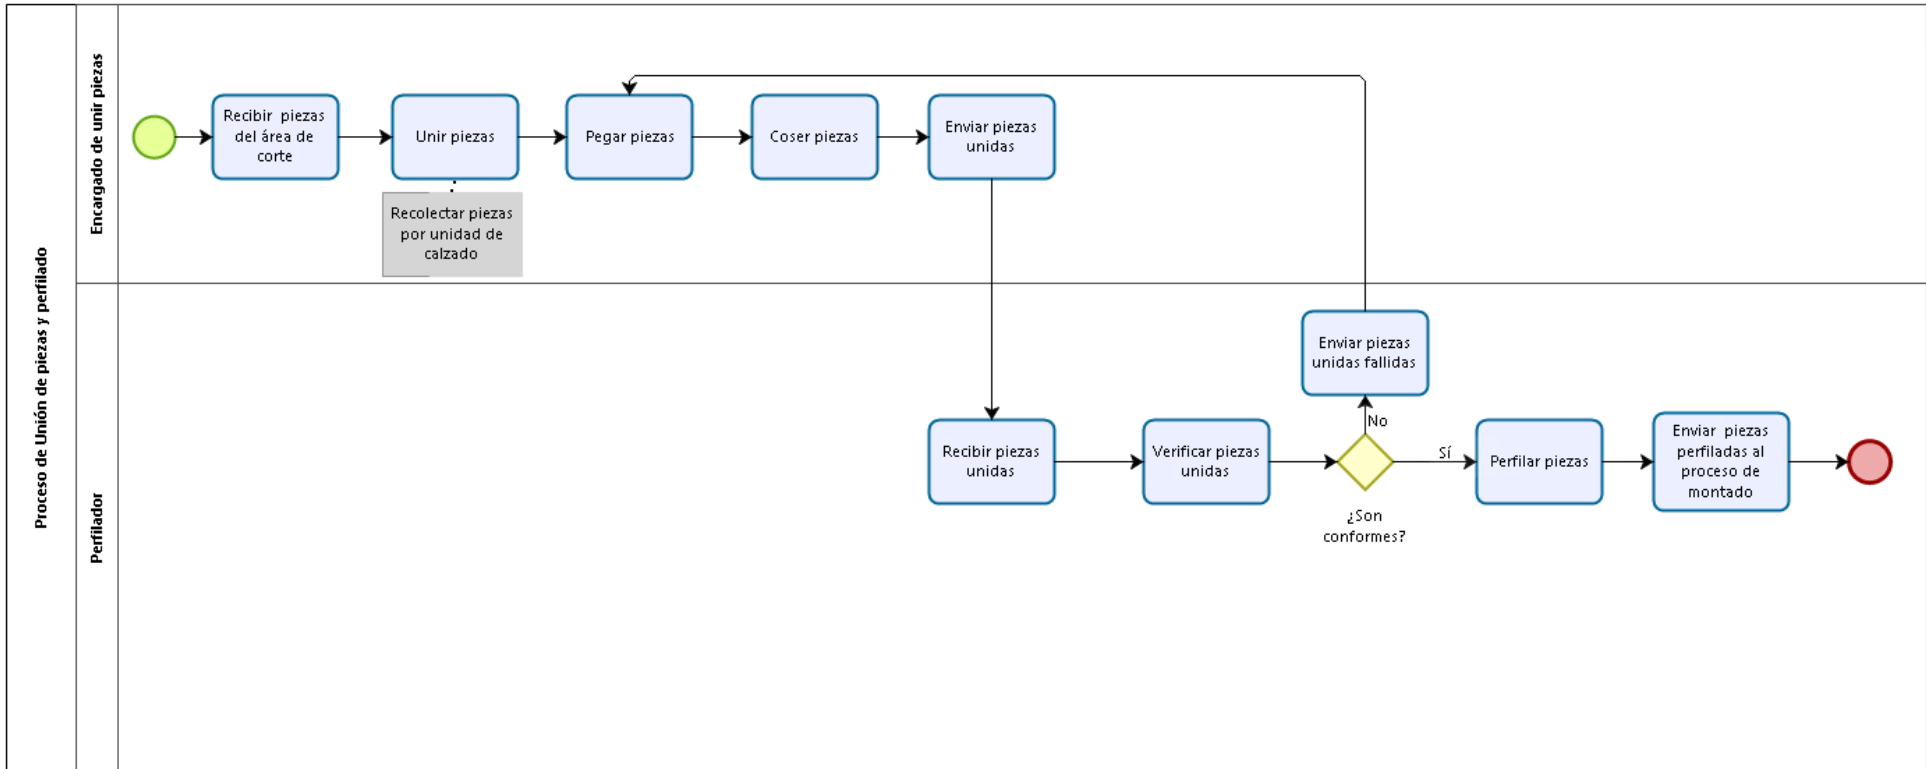 Proceso de Unión de piezas y perfilado
Encargado de unir piezas
Recibir piezas
del área de
corte
Unir piezas
Pegar piezas
Coser piezas
Enviar piezas
unidas
Recolectar piezas
por unidad de
calzado
Perfilador
Enviar piezas
unidas fallidas
No
Recibir piezas
unidas
Verificar piezas
unidas
¿Son
conformes?
Sí
Perfilar piezas
Enviar piezas
perfiladas al
proceso de
montado